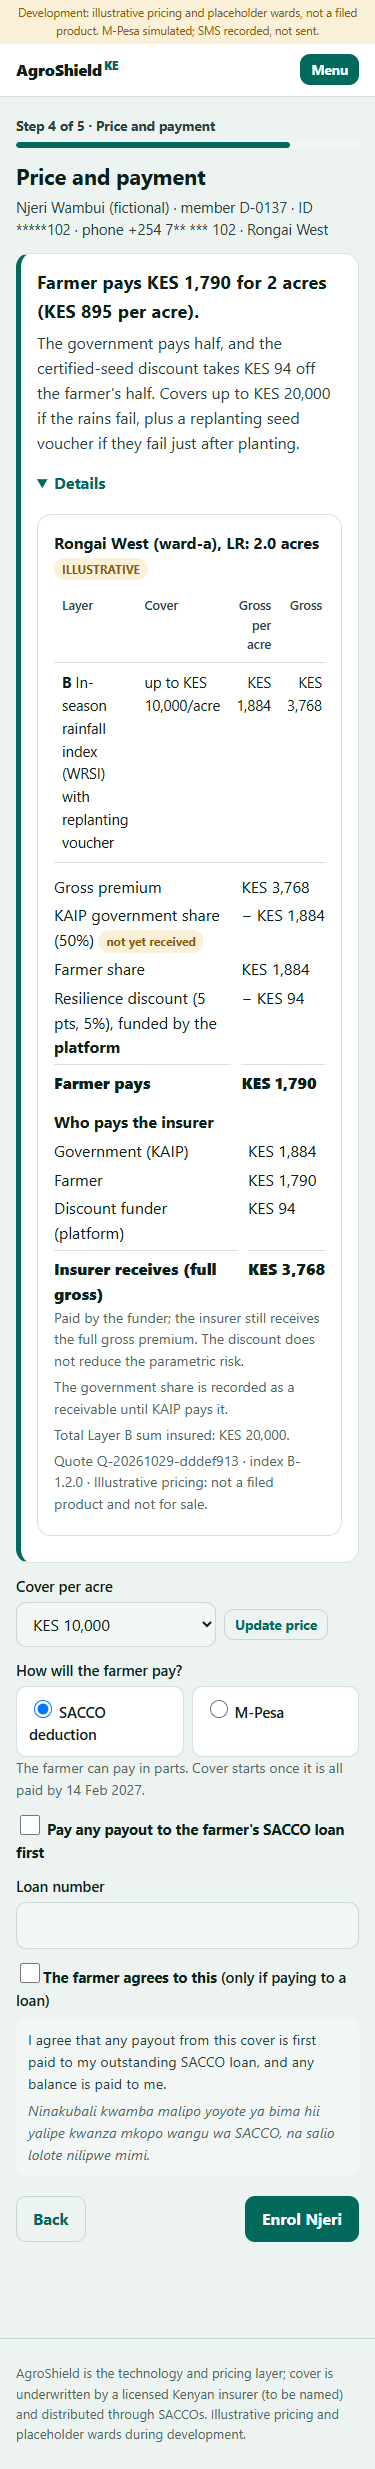 Development: illustrative pricing and placeholder wards, not a filed
product. M-Pesa simulated; SMS recorded, not sent.
AgroShield KE
Menu
Step 4 of 5 · Price and payment
Price and payment
Njeri Wambui (fictional) · member D-0137 · ID
*****102 · phone +254 7** *** 102 · Rongai West
Farmer pays KES 1,790 for 2 acres
(KES 895 per acre).
The government pays half, and the
certified-seed discount takes KES 94 off
the farmer's half. Covers up to KES 20,000
if the rains fail, plus a replanting seed
voucher if they fail just after planting.
▼ Details
Rongai West (ward-a), LR: 2.0 acres
ILLUSTRATIVE
Layer Cover Gross per acre Gross
B In-season rainfall index (WRSI) with replanting voucher up to KES 10,000/acre KES 1,884 KES 3,768
Gross premium KES 3,768
KAIP government share − KES 1,884
(50%) not yet received
Farmer share KES 1,884
Resilience discount (5 − KES 94
pts, 5%), funded by the
platform
Farmer pays KES 1,790
Who pays the insurer
Government (KAIP) KES 1,884
Farmer KES 1,790
Discount funder KES 94
(platform)
Insurer receives (full KES 3,768
gross)
Paid by the funder; the insurer still receives
the full gross premium. The discount does
not reduce the parametric risk.
The government share is recorded as a
receivable until KAIP pays it.
Total Layer B sum insured: KES 20,000.
Quote Q-20261029-dddef913 · index B-
1.2.0 · Illustrative pricing: not a filed
product and not for sale.
Cover per acre
KES 10,000
Update price
How will the farmer pay?
SACCO deduction
M-Pesa
The farmer can pay in parts. Cover starts once it is all
paid by 14 Feb 2027.
Pay any payout to the farmer's SACCO loan
first
Loan number
The farmer agrees to this (only if paying to a
loan)
I agree that any payout from this cover is first
paid to my outstanding SACCO loan, and any
balance is paid to me.
Ninakubali kwamba malipo yoyote ya bima hii
yalipe kwanza mkopo wangu wa SACCO, na salio
lolote nilipwe mimi.
Back
Enrol Njeri
AgroShield is the technology and pricing layer; cover is
underwritten by a licensed Kenyan insurer (to be named)
and distributed through SACCOs. Illustrative pricing and
placeholder wards during development.